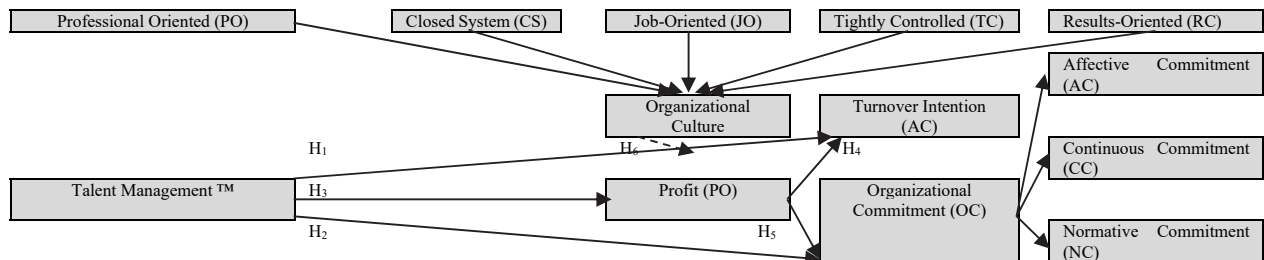 Professional Oriented (PO)
Closed System (CS)
Job-Oriented (JO)
Tightly Controlled (TC)
Results-Oriented (RC)
Affective Commitment
(AC)
Organizational
Culture
Turnover Intention
(AC)
H₁
H₆
H₄
Continuous Commitment
(CC)
Talent Management ™
H₃
Profit (PO)
Organizational
Commitment (OC)
H₂
H₅
Normative Commitment
(NC)